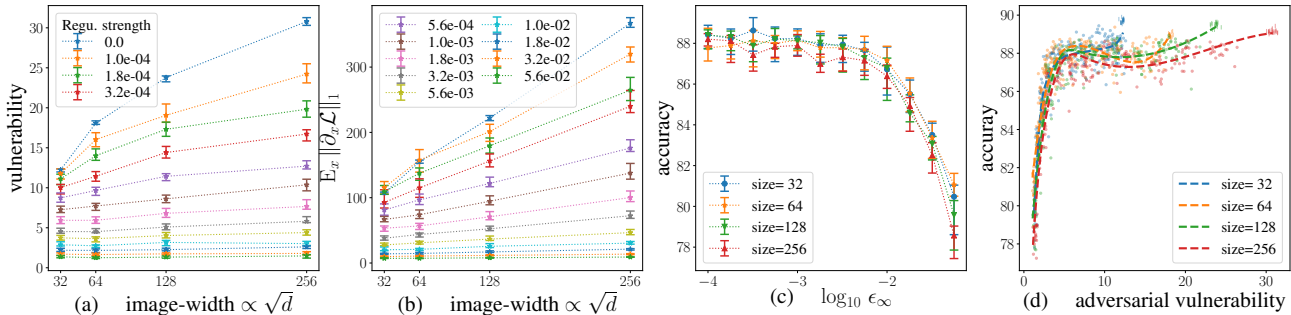 vulnerability
30
25
20
15
10
5
0
Regu. strength
0.0
1.0e-04
1.8e-04
3.2e-04
32 64 128 256
(a) image-width ∝ √d
E_x ‖∂_x 𝓛‖_1
300
200
100
0
5.6e-04
1.0e-03
1.8e-03
3.2e-03
5.6e-03
1.0e-02
1.8e-02
3.2e-02
5.6e-02
32 64 128 256
(b) image-width ∝ √d
accuracy
88
86
84
82
80
78
size= 32
size= 64
size=128
size=256
−4 −3 −2
(c) log₁₀ ϵ_∞
accuray
90
88
86
84
82
80
78
size= 32
size= 64
size=128
size=256
0 10 20 30
(d) adversarial vulnerability